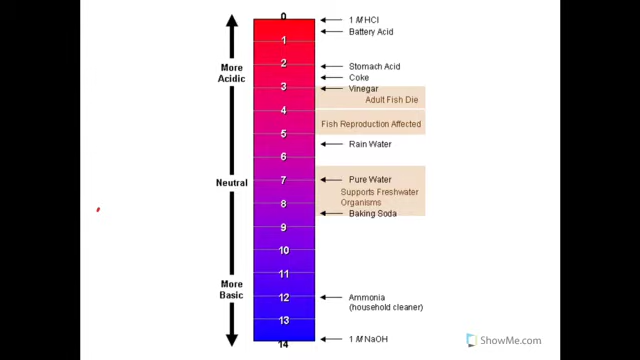 0
1 M HCl
Battery Acid
1
More
Acidic
2
Stomach Acid
Coke
3
Vinegar
Adult Fish Die
4
Fish Reproduction Affected
5
Rain Water
6
Neutral
7
Pure Water
Supports Freshwater
Organisms
8
Baking Soda
9
10
11
More
Basic
12
Ammonia
(household cleaner)
13
14
1 M NaOH
ShowMe.com